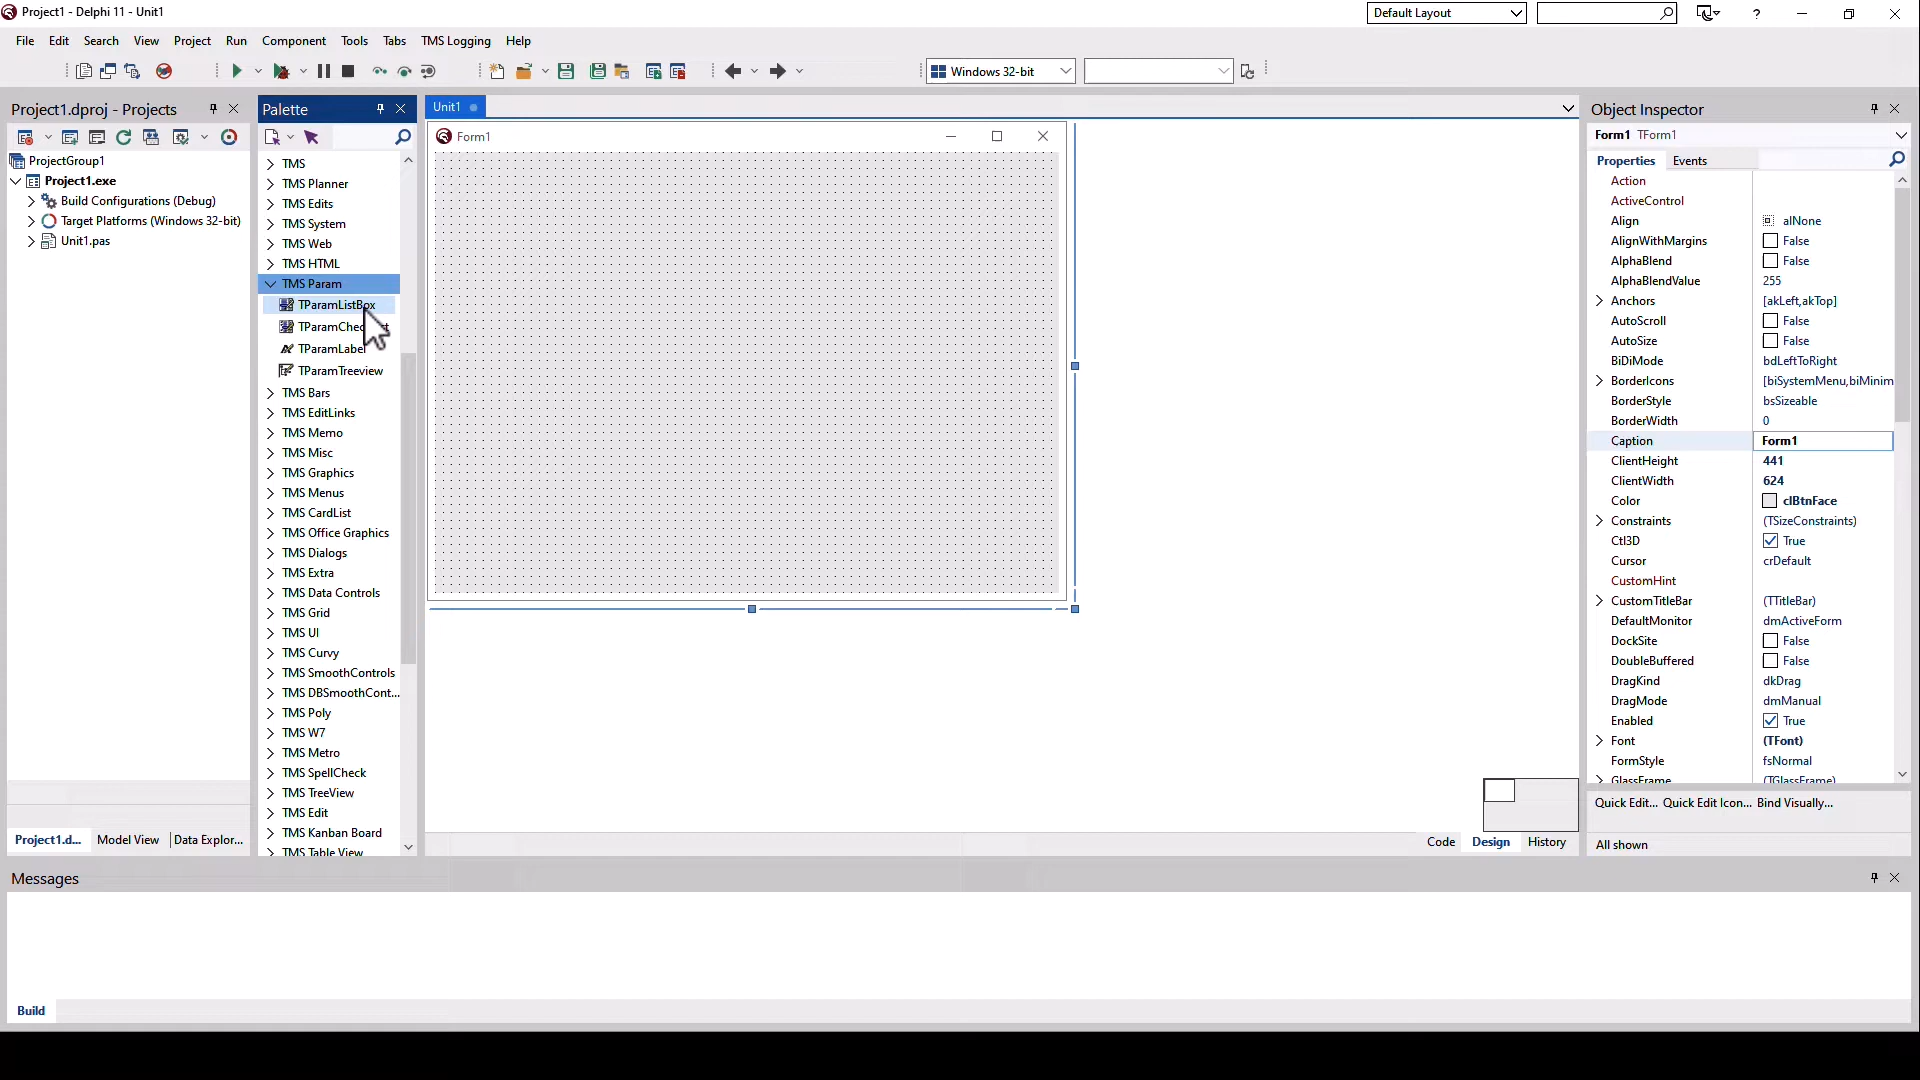 Project1 - Delphi 11 - Unit1
Default Layout
?
File Edit Search View Project Run Component Tools Tabs TMS Logging Help
Windows 32-bit
Project1.dproj - Projects
ProjectGroup1
Project1.exe
Build Configurations (Debug)
Target Platforms (Windows 32-bit)
Unit1.pas
Project1.d... Model View Data Explor...
Palette
TMS
TMS Planner
TMS Edits
TMS System
TMS Web
TMS HTML
TMS Param
TParamListBox
TParamLabel
TParamTreeview
TMS Bars
TMS EditLinks
TMS Memo
TMS Misc
TMS Graphics
TMS Menus
TMS CardList
TMS Office Graphics
TMS Dialogs
TMS Extra
TMS Data Controls
TMS Grid
TMS UI
TMS Curvy
TMS SmoothControls
TMS DBSmoothCont...
TMS Poly
TMS W7
TMS Metro
TMS SpellCheck
TMS TreeView
TMS Edit
TMS Kanban Board
TMS Table View
Unit1
Form1
Code Design History
Object Inspector
Form1 TForm1
Properties Events
Action
ActiveControl
Align alNone
AlignWithMargins False
AlphaBlend False
AlphaBlendValue 255
Anchors [akLeft,akTop]
AutoScroll False
AutoSize False
BiDiMode bdLeftToRight
BorderIcons [biSystemMenu,biMinim
BorderStyle bsSizeable
BorderWidth 0
Caption Form1
ClientHeight 441
ClientWidth 624
Color clBtnFace
Constraints (TSizeConstraints)
Ctl3D True
Cursor crDefault
CustomHint
CustomTitleBar (TTitleBar)
DefaultMonitor dmActiveForm
DockSite False
DoubleBuffered False
DragKind dkDrag
DragMode dmManual
Enabled True
Font (TFont)
FormStyle fsNormal
GlassFrame (TGlassFrame)
Quick Edit... Quick Edit Icon... Bind Visually...
All shown
Messages
Build